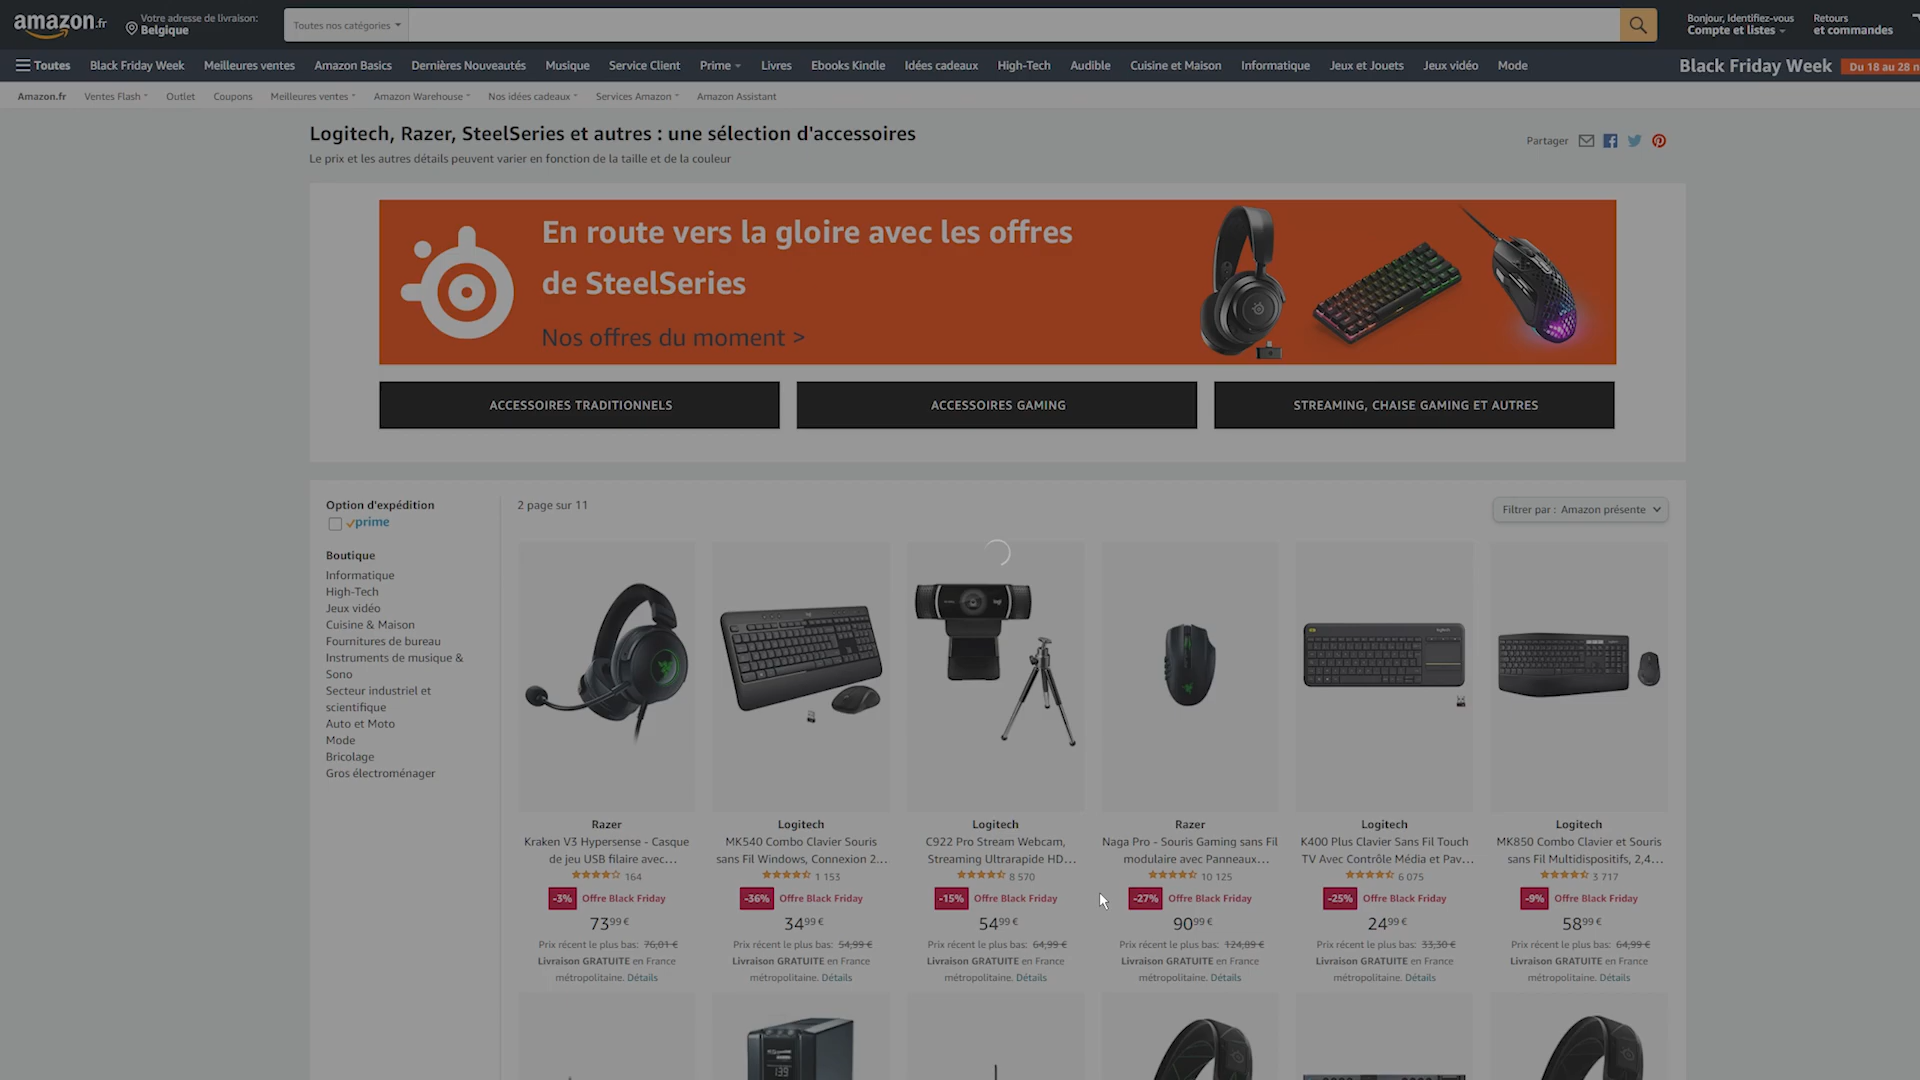 amazon.fr
Votre adresse de livraison:
Belgique
Toutes nos catégories
Bonjour, Identifiez-vous
Compte et listes
Retours
et commandes
Toutes
Black Friday Week
Meilleures ventes
Amazon Basics
Dernières Nouveautés
Musique
Service Client
Prime
Livres
Ebooks Kindle
Idées cadeaux
High-Tech
Audible
Cuisine et Maison
Informatique
Jeux et Jouets
Jeux vidéo
Mode
Black Friday Week
Du 18 au 28 n
Amazon.fr
Ventes Flash
Outlet
Coupons
Meilleures ventes
Amazon Warehouse
Nos idées cadeaux
Services Amazon
Amazon Assistant
Logitech, Razer, SteelSeries et autres : une sélection d'accessoires
Le prix et les autres détails peuvent varier en fonction de la taille et de la couleur
Partager
En route vers la gloire avec les offres
de SteelSeries
Nos offres du moment >
ACCESSOIRES TRADITIONNELS
ACCESSOIRES GAMING
STREAMING, CHAISE GAMING ET AUTRES
Option d'expédition
prime
Boutique
Informatique
High-Tech
Jeux vidéo
Cuisine & Maison
Fournitures de bureau
Instruments de musique &
Sono
Secteur industriel et
scientifique
Auto et Moto
Mode
Bricolage
Gros électroménager
2 page sur 11
Filtrer par : Amazon présente
Razer
Kraken V3 Hypersense - Casque
de jeu USB filaire avec...
164
-3% Offre Black Friday
73,99 €
Prix récent le plus bas: 76,01 €
Livraison GRATUITE en France
métropolitaine. Détails
Logitech
MK540 Combo Clavier Souris
sans Fil Windows, Connexion 2...
1 153
-36% Offre Black Friday
34,99 €
Prix récent le plus bas: 54,99 €
Livraison GRATUITE en France
métropolitaine. Détails
Logitech
C922 Pro Stream Webcam,
Streaming Ultrarapide HD...
8 570
-15% Offre Black Friday
54,99 €
Prix récent le plus bas: 64,99 €
Livraison GRATUITE en France
métropolitaine. Détails
Razer
Naga Pro - Souris Gaming sans Fil
modulaire avec Panneaux...
10 125
-27% Offre Black Friday
90,99 €
Prix récent le plus bas: 124,89 €
Livraison GRATUITE en France
métropolitaine. Détails
Logitech
K400 Plus Clavier Sans Fil Touch
TV Avec Contrôle Média et Pav...
6 075
-25% Offre Black Friday
24,99 €
Prix récent le plus bas: 33,30 €
Livraison GRATUITE en France
métropolitaine. Détails
Logitech
MK850 Combo Clavier et Souris
sans Fil Multidispositifs, 2,4...
3 717
-9% Offre Black Friday
58,99 €
Prix récent le plus bas: 64,99 €
Livraison GRATUITE en France
métropolitaine. Détails